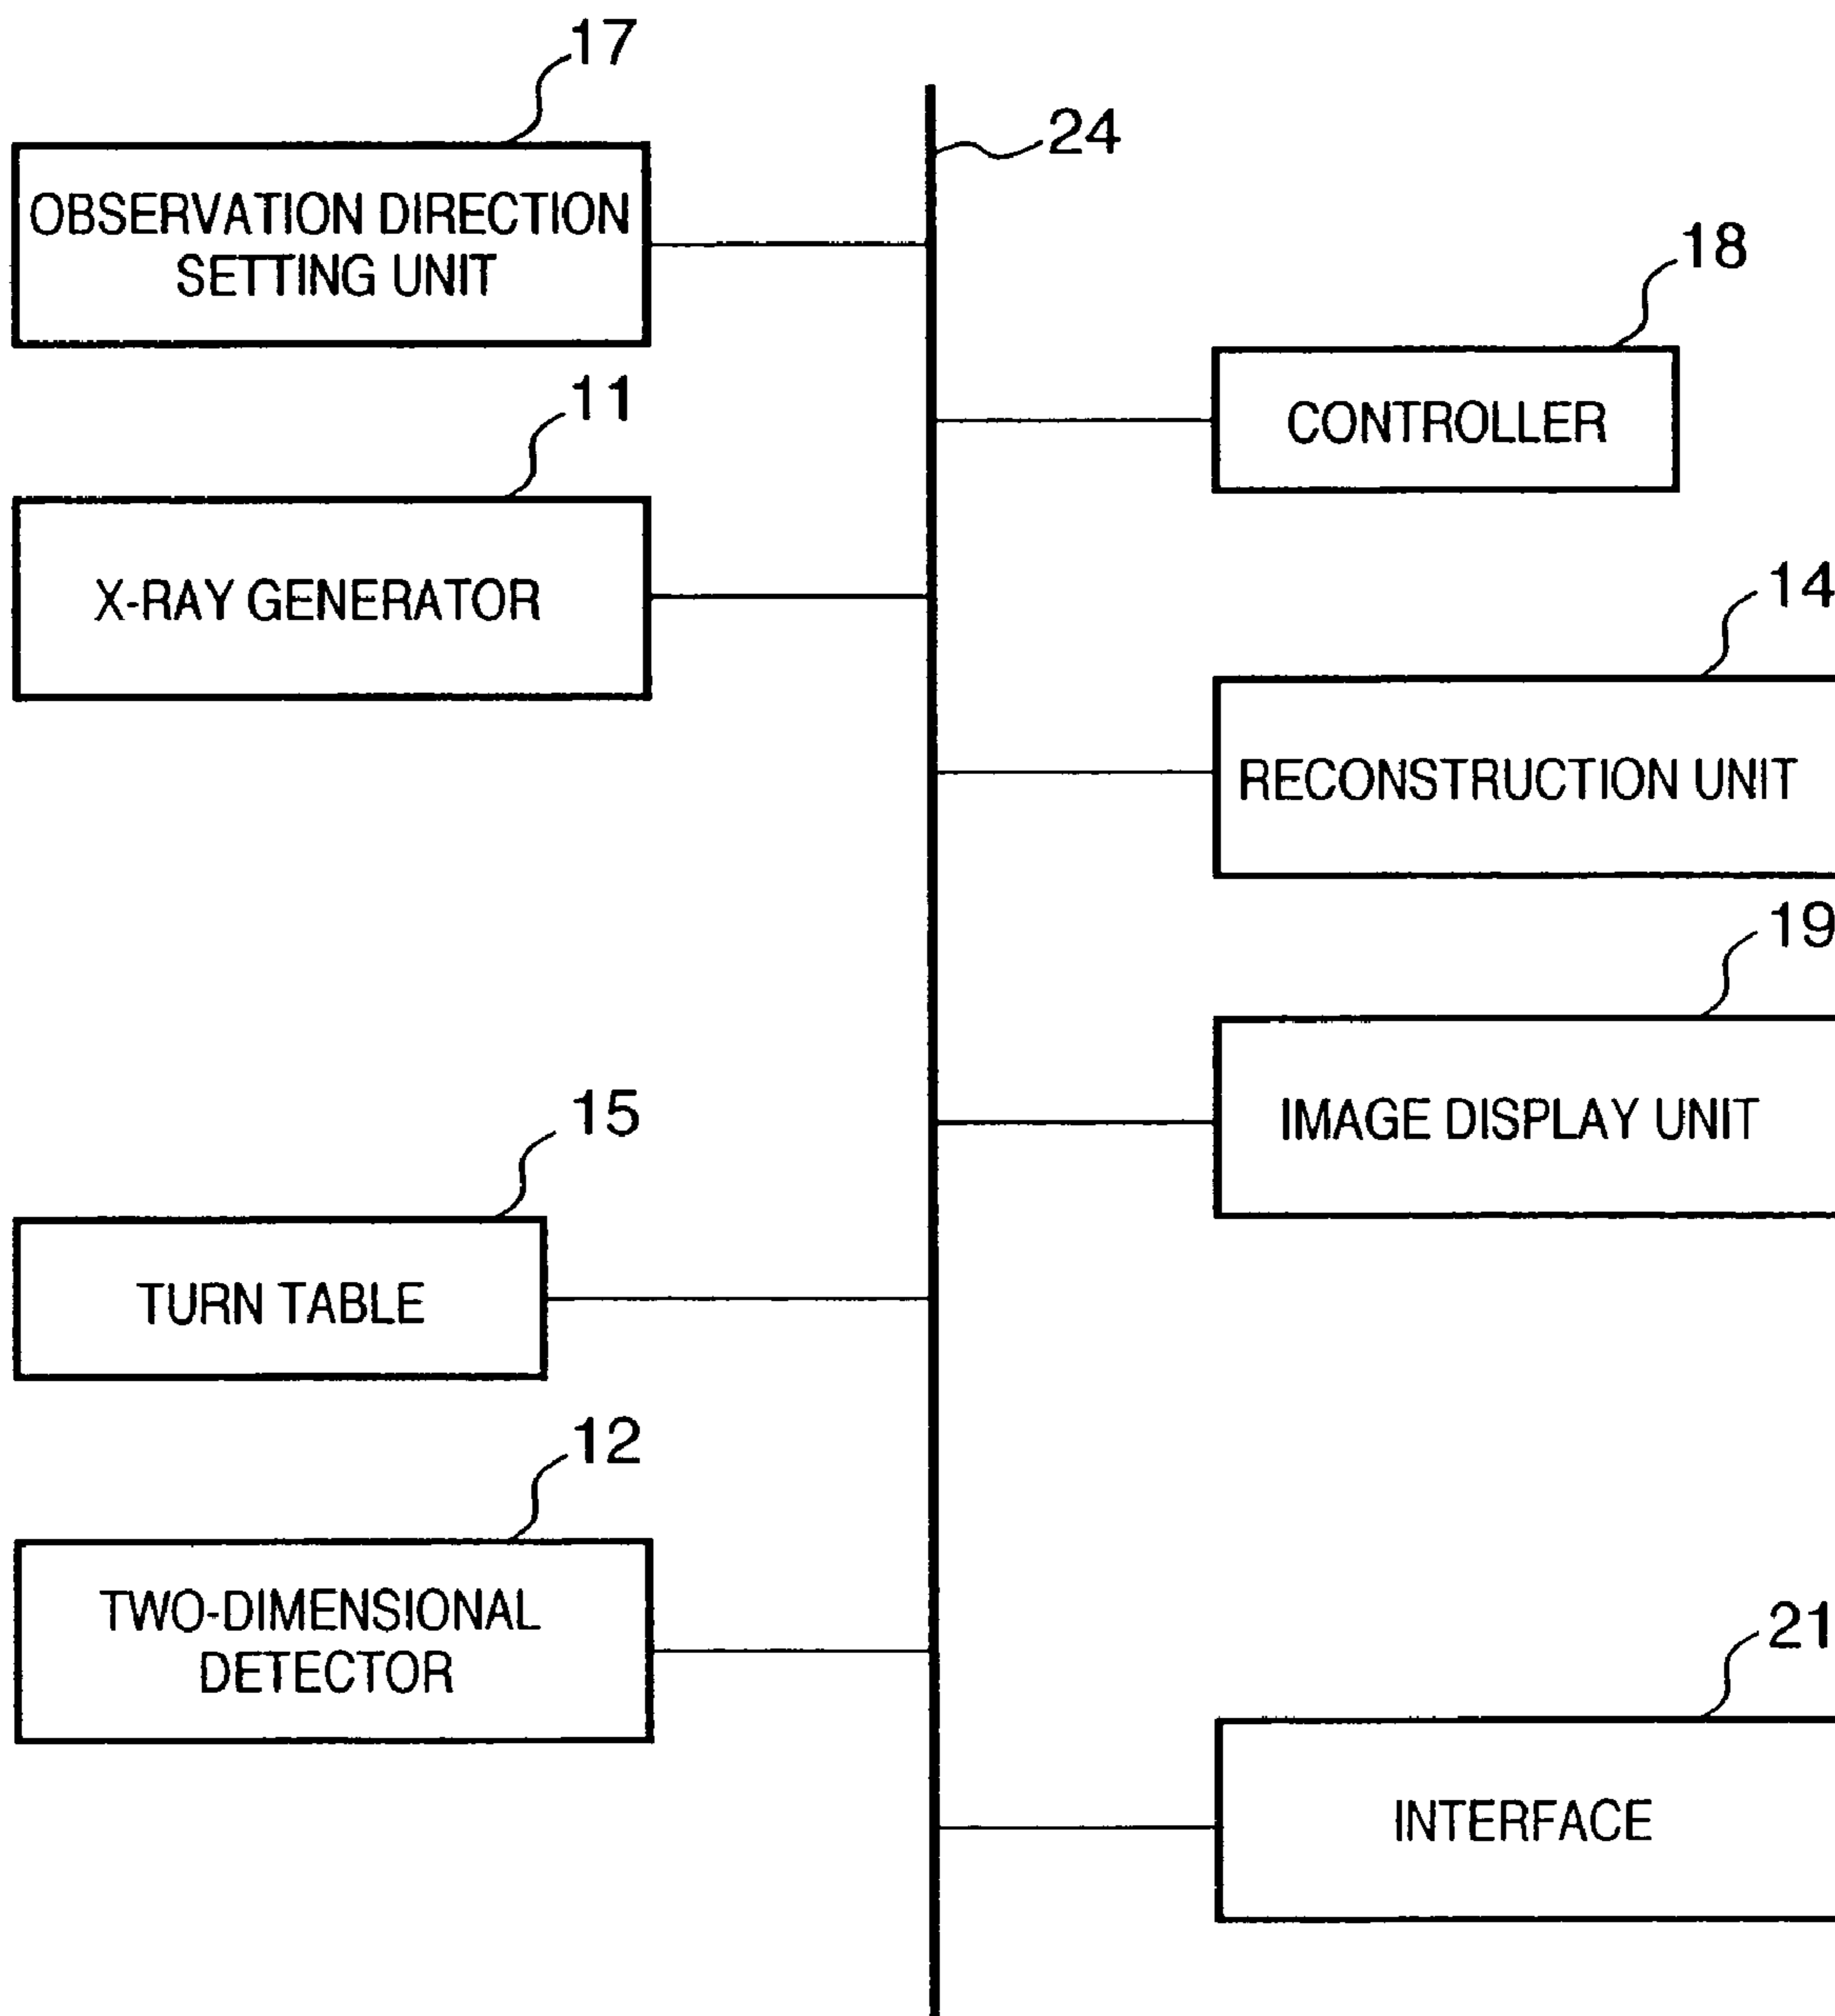 17
OBSERVATION DIRECTION
SETTING UNIT
24
18
CONTROLLER
11
X-RAY GENERATOR
14
RECONSTRUCTION UNIT
19
IMAGE DISPLAY UNIT
15
TURN TABLE
12
TWO-DIMENSIONAL
DETECTOR
21
INTERFACE